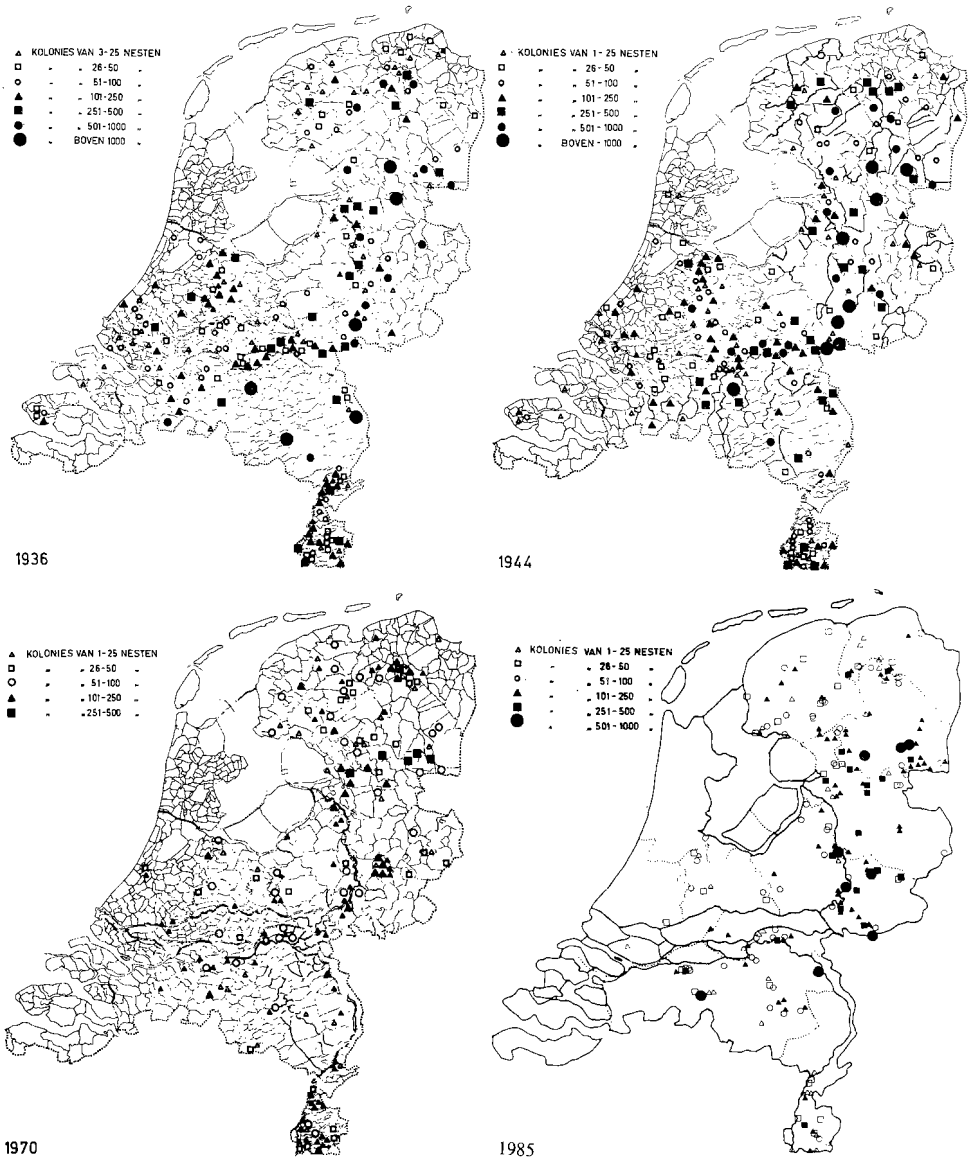 KOLONIES VAN 3-25 NESTEN
" " 26-50 "
" " 51-100 "
" " 101-250 "
" " 251-500 "
" " 501-1000 "
" BOVEN 1000 "
1936
KOLONIES VAN 1-25 NESTEN
" " 26-50 "
" " 51-100 "
" " 101-250 "
" " 251-500 "
" " 501-1000 "
" BOVEN - 1000 "
1944
KOLONIES VAN 1-25 NESTEN
" " 26-50 "
" " 51-100 "
" " 101-250 "
" " 251-500 "
1970
KOLONIES VAN 1-25 NESTEN
" " 26-50 "
" " 51-100 "
" " 101-250 "
" " 251-500 "
" " 501-1000 "
1985